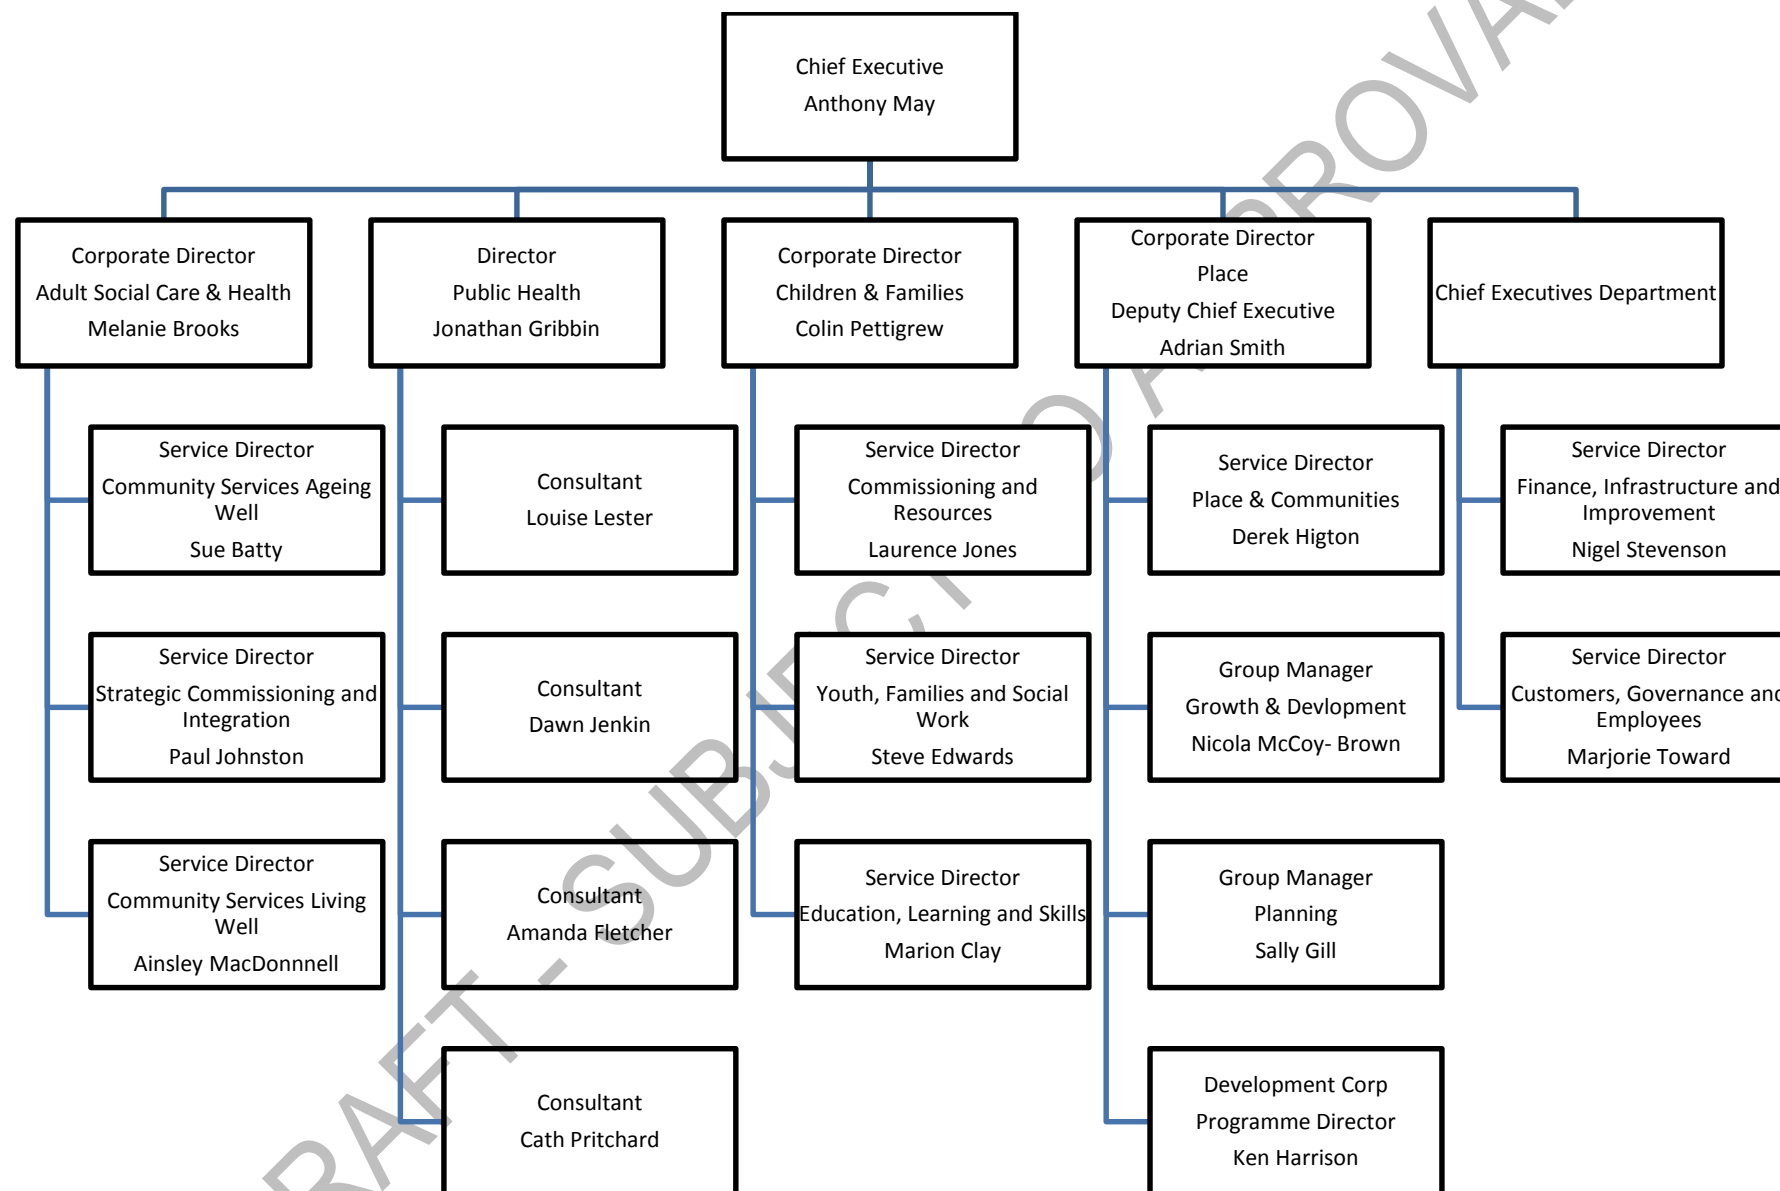 Chief Executive
Anthony May
Corporate Director
Adult Social Care & Health
Melanie Brooks
Director
Public Health
Jonathan Gribbin
Corporate Director
Children & Families
Colin Pettigrew
Corporate Director
Place
Deputy Chief Executive
Adrian Smith
Chief Executives Department
Service Director
Community Services Ageing
Well
Sue Batty
Service Director
Strategic Commissioning and
Integration
Paul Johnston
Service Director
Community Services Living
Well
Ainsley MacDonnnell
Consultant
Louise Lester
Consultant
Dawn Jenkin
Consultant
Amanda Fletcher
Consultant
Cath Pritchard
Service Director
Commissioning and
Resources
Laurence Jones
Service Director
Youth, Families and Social
Work
Steve Edwards
Service Director
Education, Learning and Skills
Marion Clay
Service Director
Place & Communities
Derek Higton
Group Manager
Growth & Devlopment
Nicola McCoy- Brown
Group Manager
Planning
Sally Gill
Development Corp
Programme Director
Ken Harrison
Service Director
Finance, Infrastructure and
Improvement
Nigel Stevenson
Service Director
Customers, Governance and
Employees
Marjorie Toward
RAFT - SUBJECT TO APPROVA